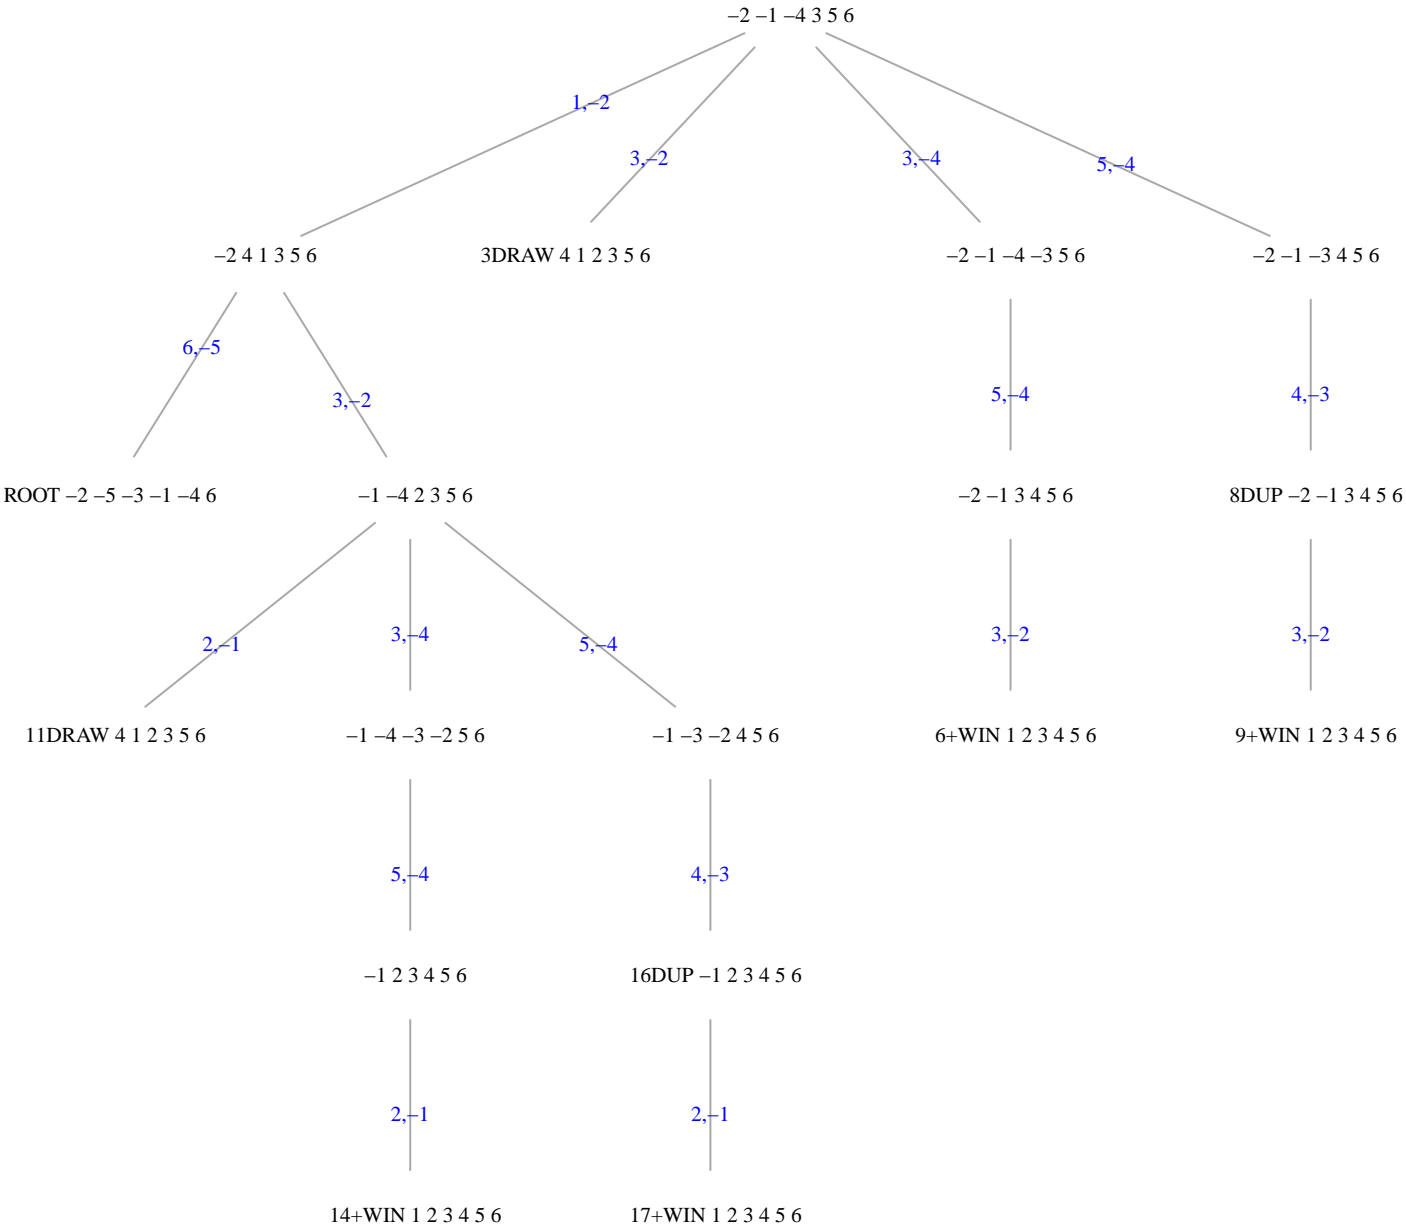 –2 –1 –4 3 5 6
1,–2
3,–2
3,–4
5,–4
–2 4 1 3 5 6
3DRAW 4 1 2 3 5 6
–2 –1 –4 –3 5 6
–2 –1 –3 4 5 6
6,–5
3,–2
5,–4
4,–3
ROOT –2 –5 –3 –1 –4 6
–1 –4 2 3 5 6
–2 –1 3 4 5 6
8DUP –2 –1 3 4 5 6
2,–1
3,–4
5,–4
3,–2
3,–2
11DRAW 4 1 2 3 5 6
–1 –4 –3 –2 5 6
–1 –3 –2 4 5 6
6+WIN 1 2 3 4 5 6
9+WIN 1 2 3 4 5 6
5,–4
4,–3
–1 2 3 4 5 6
16DUP –1 2 3 4 5 6
2,–1
2,–1
14+WIN 1 2 3 4 5 6
17+WIN 1 2 3 4 5 6